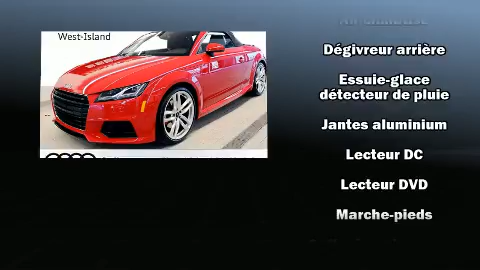 West-Island
Dégivreur arrière
Essuie-glace
détecteur de pluie
Jantes aluminium
Lecteur DC
Lecteur DVD
Marche-pieds